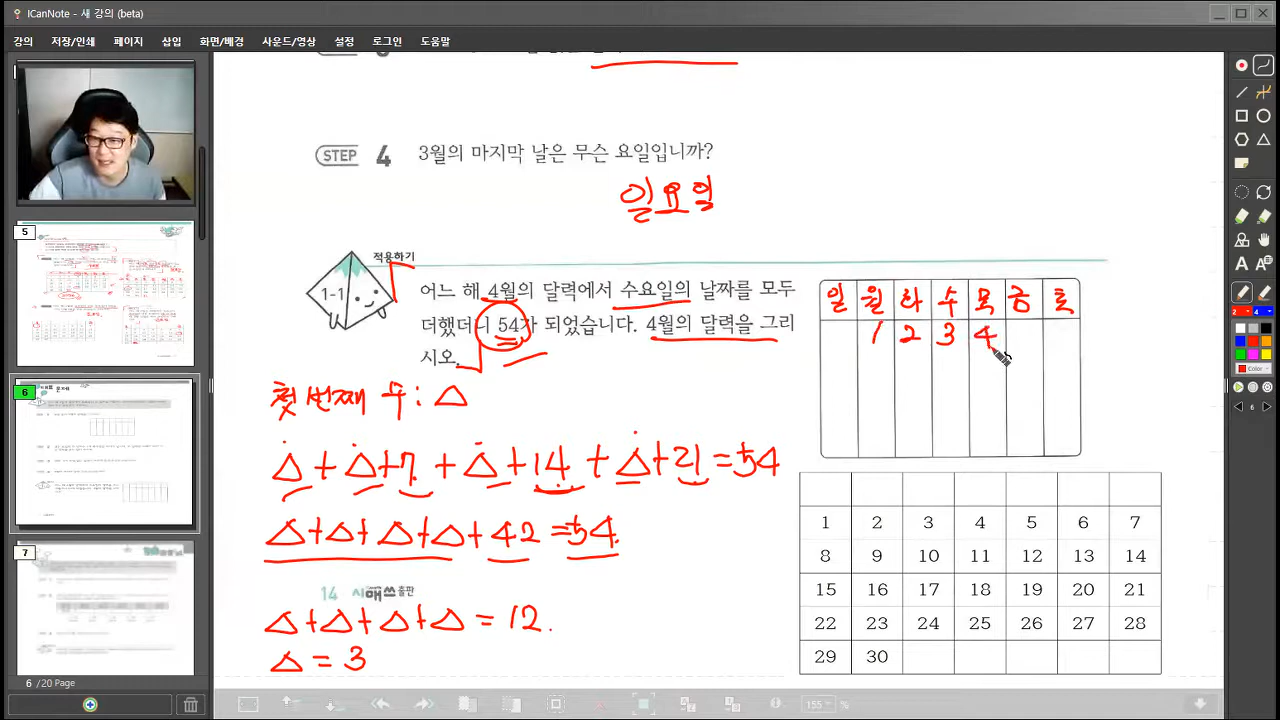 ICanNote - 새 강의 (beta)
강의 저장/인쇄 페이지 삽입 화면/배경 사운드/영상 설정 로그인 도움말
STEP 4 3월의 마지막 날은 무슨 요일입니까?
일요일
적용하기
1-1
어느 해 4월의 달력에서 수요일의 날짜를 모두
더했더니 54가 되었습니다. 4월의 달력을 그리
시오.
일 월 화 수 목 금 토
1 2 3 4
첫 번째 수: △
△+△+7+△+14+△+21=54
△+△+△+△+42=54.
14 시매쓰출판
△+△+△+△=12.
△=3
1 2 3 4 5 6 7
8 9 10 11 12 13 14
15 16 17 18 19 20 21
22 23 24 25 26 27 28
29 30
5
6
7
6 /20 Page
155 %
2 4
Color
6